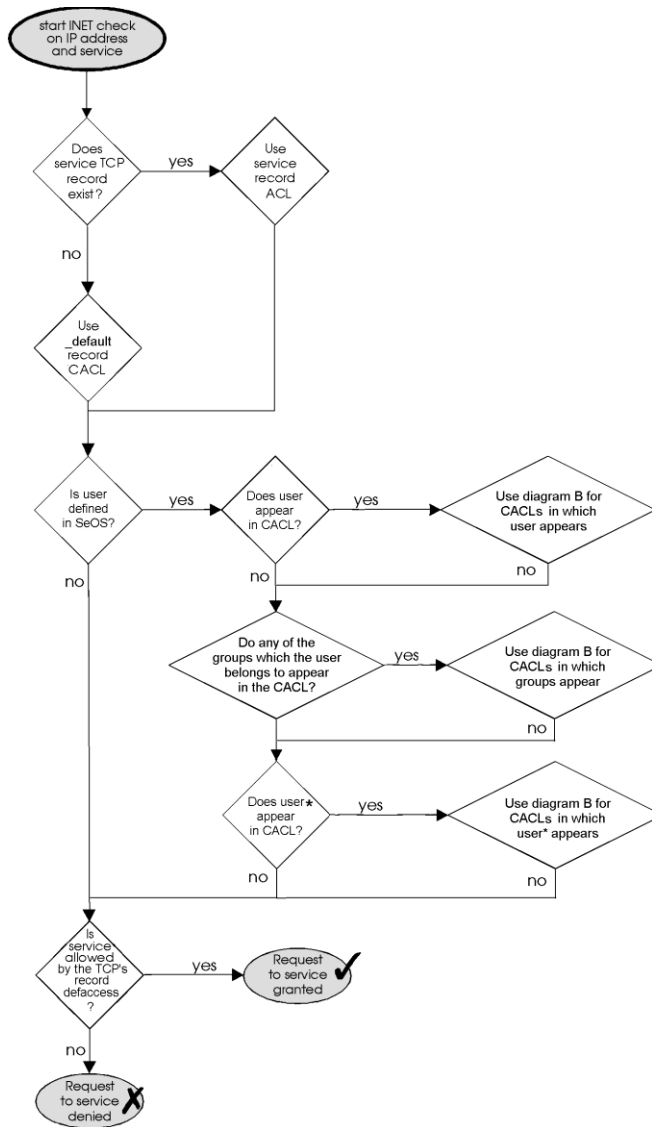 start INET check
on IP address
and service
Does
service TCP
record
exist?
yes
Use
service
record
ACL
no
Use
_default
record
CACL
Is user
defined
in SeOS?
yes
Does user
appear
in CACL?
yes
Use diagram B for
CACLs in which
user appears
no
no
no
Do any of the
groups which the user
belongs to appear
in the CACL?
yes
Use diagram B for
CACLs in which
groups appear
no
no
Does user*
appear
in CACL?
yes
Use diagram B for
CACLs in which
user* appears
no
no
Is
service
allowed
by the TCP's
record
defaccess
?
yes
Request
to service
granted
no
Request
to service
denied